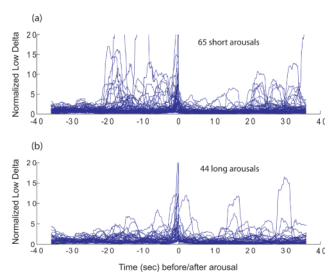 (a)
Normalized Low Delta
20
15
10
5
0
-40 -30 -20 -10 0 10 20 30 40
65 short arousals
(b)
Normalized Low Delta
20
15
10
5
0
-40 -30 -20 -10 0 10 20 30 40
44 long arousals
Time (sec) before/after arousal